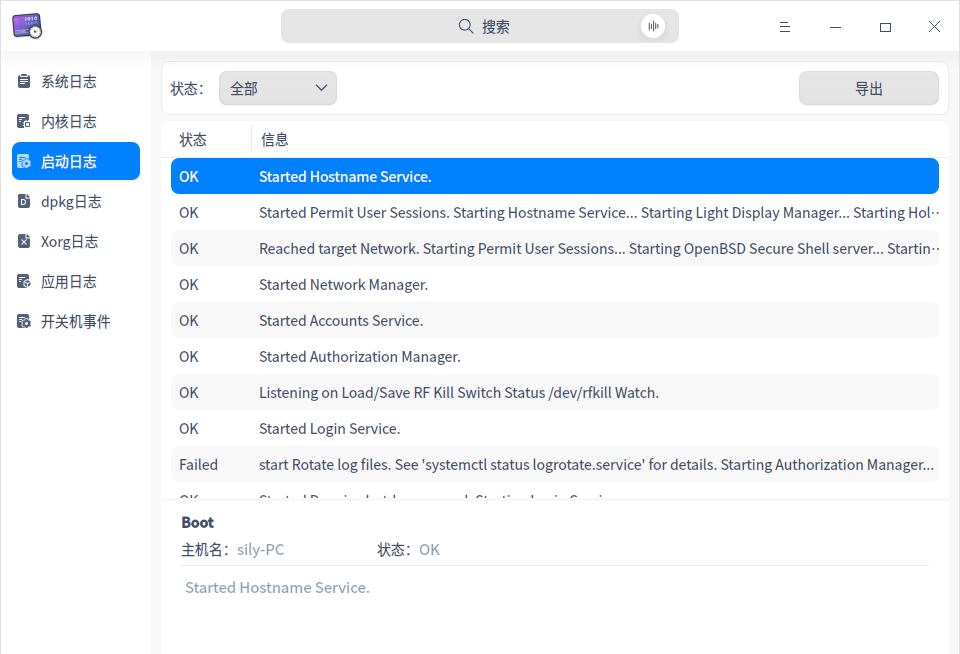 搜索
系统日志
内核日志
启动日志
dpkg日志
Xorg日志
应用日志
开关机事件
状态： 全部 导出
状态 信息
OK Started Hostname Service.
OK Started Permit User Sessions. Starting Hostname Service... Starting Light Display Manager... Starting Hol···
OK Reached target Network. Starting Permit User Sessions... Starting OpenBSD Secure Shell server... Startin···
OK Started Network Manager.
OK Started Accounts Service.
OK Started Authorization Manager.
OK Listening on Load/Save RF Kill Switch Status /dev/rfkill Watch.
OK Started Login Service.
Failed start Rotate log files. See 'systemctl status logrotate.service' for details. Starting Authorization Manager...
Boot
主机名： sily-PC 状态： OK
Started Hostname Service.